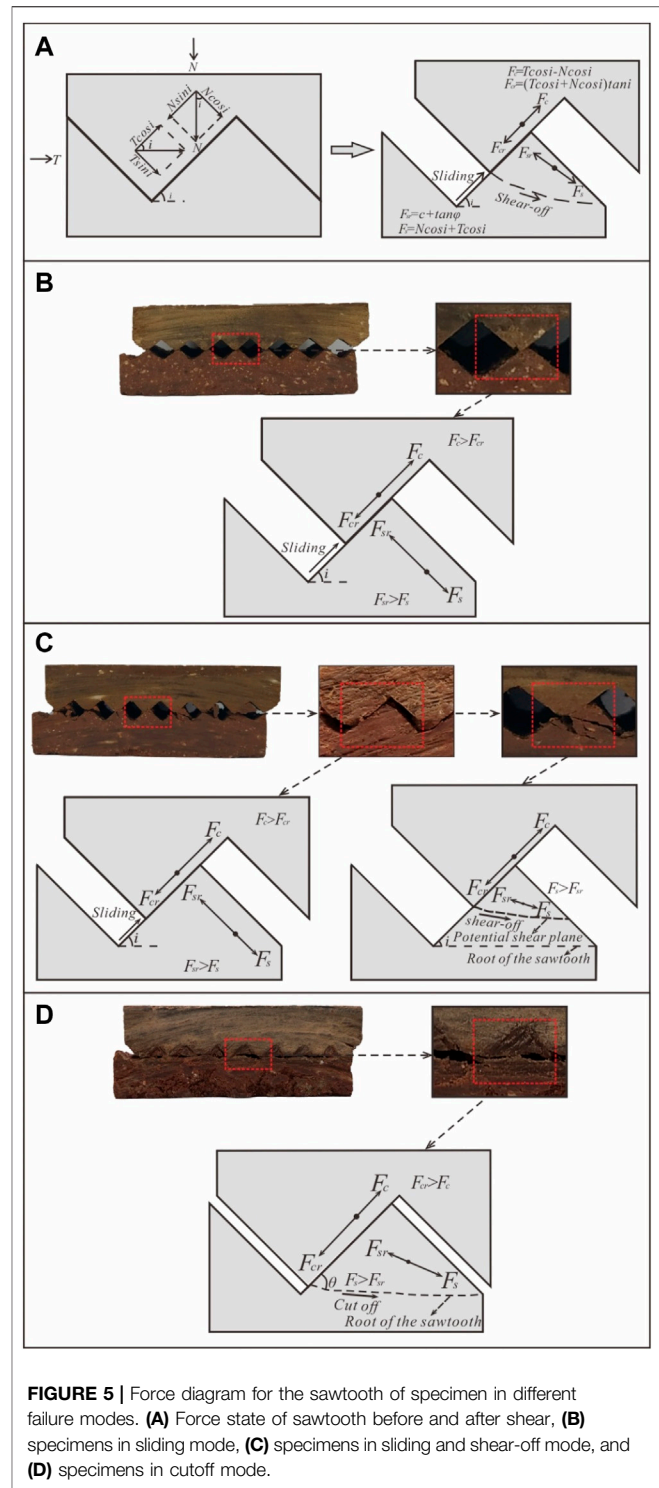 A
N
Nsini
Ncosi
i
Tcosi
i
N
T
Tsini
i
F=Tcosi-Ncosi
F=(Tcosi+Ncosi)tani
Fc
Fcr
Sliding
Fsr
Fs
Shear-off
i
F=c+tanφ
F=Ncosi+Tcosi
B
Fc>Fcr
Fc
Fcr
Fsr
Sliding
i
Fsr>Fs
Fs
C
Fc>Fcr
Fc
Fcr
Fsr
Sliding
i
Fsr>Fs
Fs
Fc
Fcr
Fs>Fsr
Fsr
Fs
shear-off
i
Potential shear plane
Root of the sawtooth
D
Fc
Fcr>Fc
Fcr
Fsr
θ
Fs>Fsr
Fs
Cut off
Root of the sawtooth
FIGURE 5 | Force diagram for the sawtooth of specimen in different
failure modes. (A) Force state of sawtooth before and after shear, (B)
specimens in sliding mode, (C) specimens in sliding and shear-off mode, and
(D) specimens in cutoff mode.